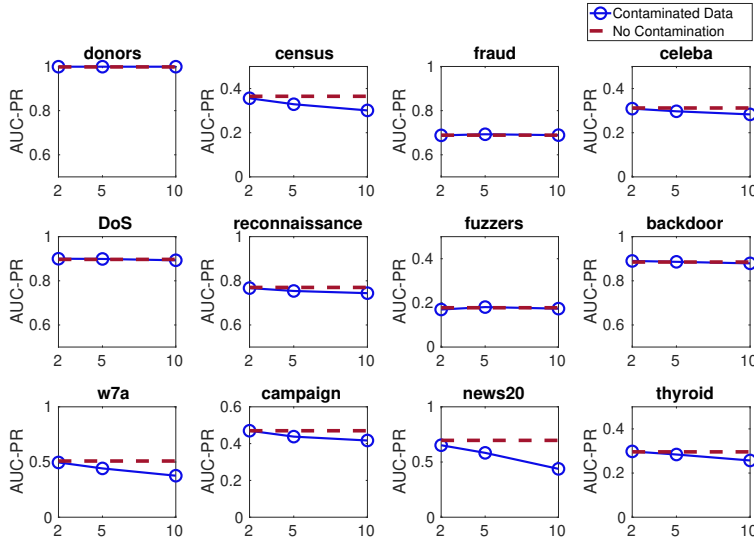 Contaminated Data
No Contamination
donors census fraud celeba
AUC-PR 1 0.8 0.6 2 5 10
AUC-PR 0.4 0.2 0 2 5 10
AUC-PR 1 0.8 0.6 2 5 10
AUC-PR 0.4 0.2 0 2 5 10
DoS reconnaissance fuzzers backdoor
AUC-PR 1 0.8 0.6 2 5 10
AUC-PR 1 0.8 0.6 2 5 10
AUC-PR 0.4 0.2 0 2 5 10
AUC-PR 1 0.8 0.6 2 5 10
w7a campaign news20 thyroid
AUC-PR 1 0.5 0 2 5 10
AUC-PR 0.6 0.4 0.2 0 2 5 10
AUC-PR 1 0.5 0 2 5 10
AUC-PR 0.4 0.2 0 2 5 10